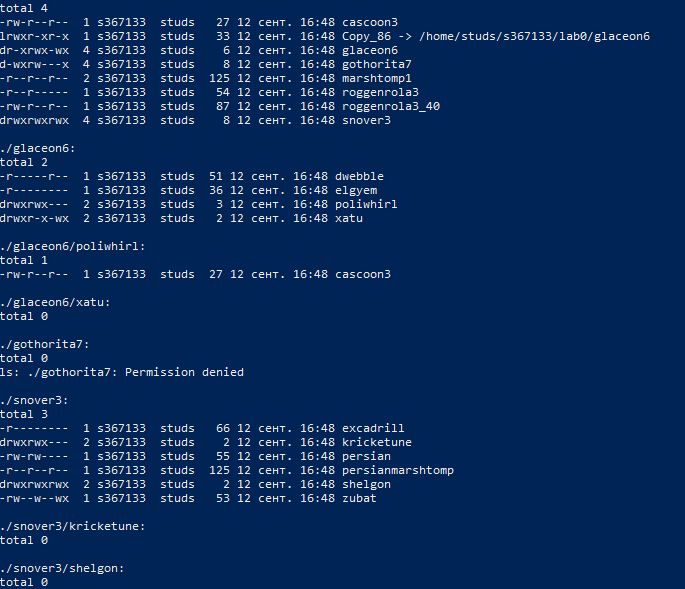 total 4
-rw-r--r--  1 s367133  studs   27 12 сент. 16:48 cascoon3
lrwxr-xr-x  1 s367133  studs   33 12 сент. 16:48 Copy_86 -> /home/studs/s367133/lab0/glaceon6
dr-xrwx-wx  4 s367133  studs    6 12 сент. 16:48 glaceon6
d-wxrw---x  4 s367133  studs    8 12 сент. 16:48 gothorita7
-r--r--r--  2 s367133  studs  125 12 сент. 16:48 marshtomp1
-r--r-----  1 s367133  studs   54 12 сент. 16:48 roggenrola3
-rw-r--r--  1 s367133  studs   87 12 сент. 16:48 roggenrola3_40
drwxrwxrwx  4 s367133  studs    8 12 сент. 16:48 snover3
./glaceon6:
total 2
-r-----r--  1 s367133  studs  51 12 сент. 16:48 dwebble
-r--------  1 s367133  studs  36 12 сент. 16:48 elgyem
drwxrwx---  2 s367133  studs   3 12 сент. 16:48 poliwhirl
drwxr-x-wx  2 s367133  studs   2 12 сент. 16:48 xatu
./glaceon6/poliwhirl:
total 1
-rw-r--r--  1 s367133  studs  27 12 сент. 16:48 cascoon3
./glaceon6/xatu:
total 0
./gothorita7:
total 0
ls: ./gothorita7: Permission denied
./snover3:
total 3
-r--------  1 s367133  studs   66 12 сент. 16:48 excadrill
drwxrwx---  2 s367133  studs    2 12 сент. 16:48 kricketune
-rw-rw----  1 s367133  studs   55 12 сент. 16:48 persian
-r--r--r--  1 s367133  studs  125 12 сент. 16:48 persianmarshtomp
drwxrwxrwx  2 s367133  studs    2 12 сент. 16:48 shelgon
-rw--w--wx  1 s367133  studs   53 12 сент. 16:48 zubat
./snover3/kricketune:
total 0
./snover3/shelgon:
total 0